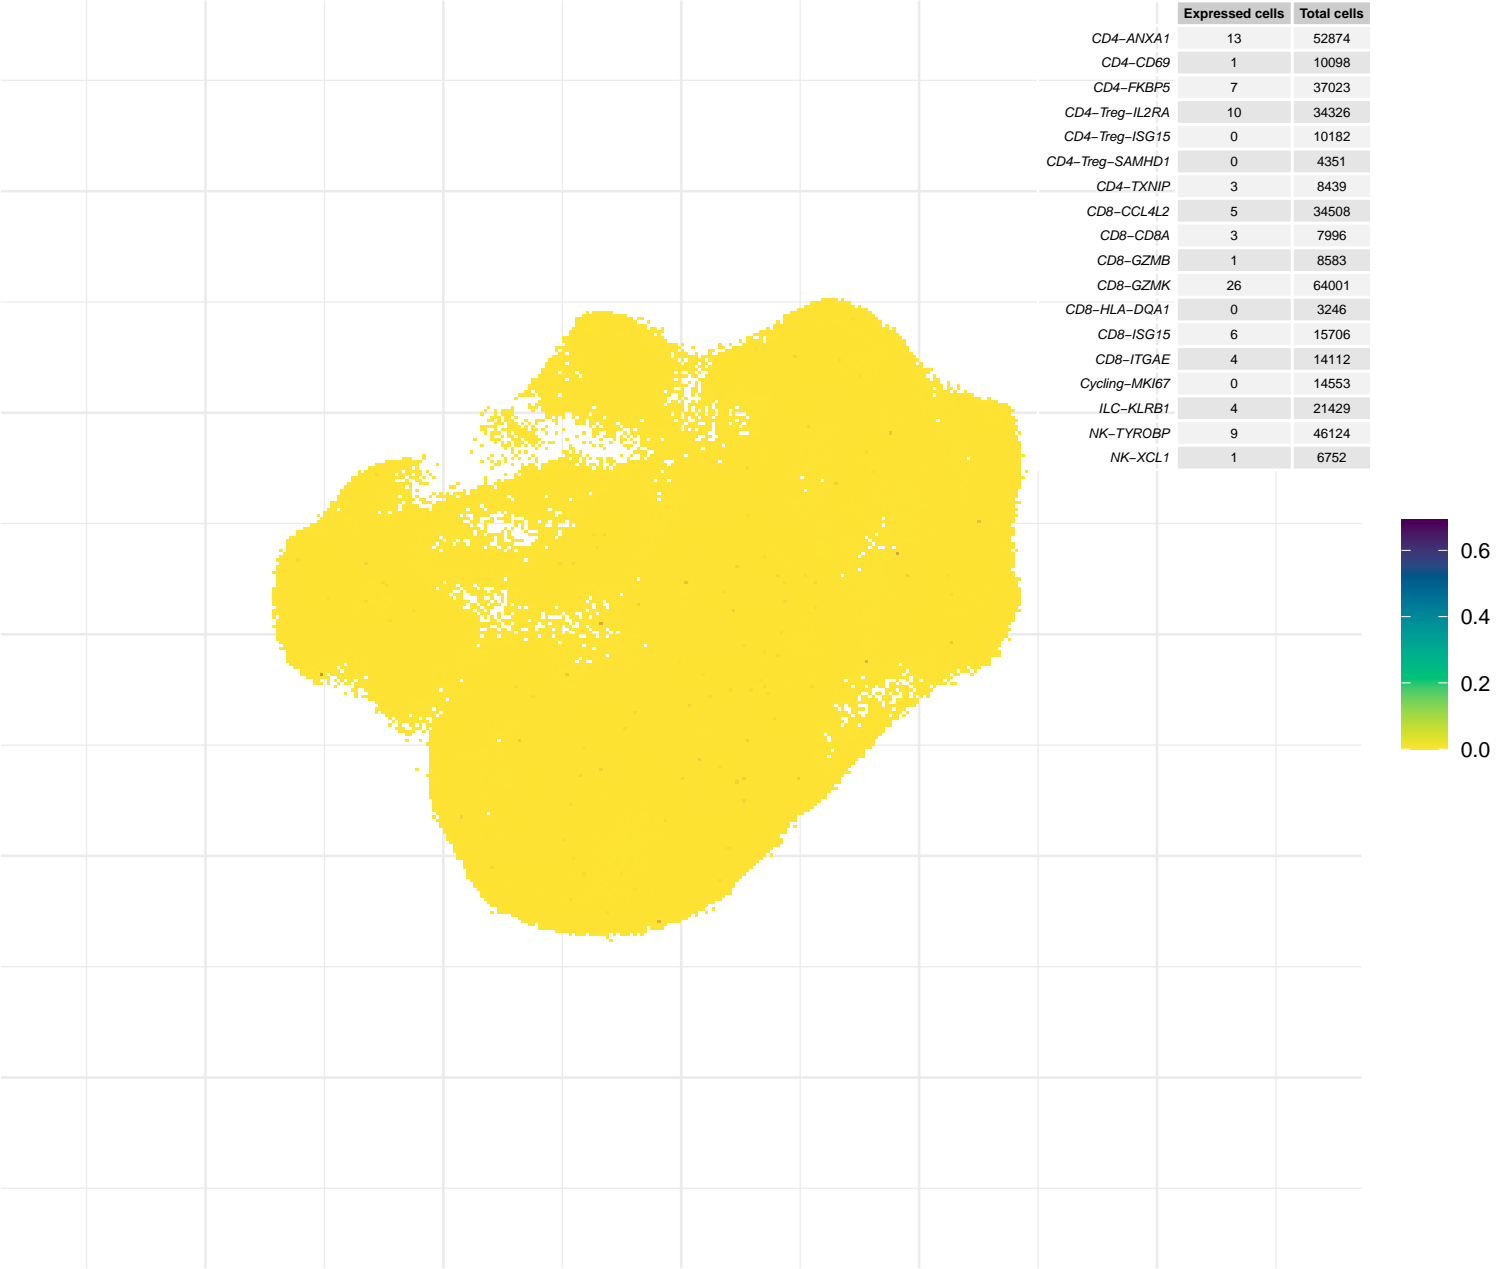 Expressed cells Total cells
CD4−ANXA1 13 52874
CD4−CD69 1 10098
CD4−FKBP5 7 37023
CD4−Treg−IL2RA 10 34326
CD4−Treg−ISG15 0 10182
CD4−Treg−SAMHD1 0 4351
CD4−TXNIP 3 8439
CD8−CCL4L2 5 34508
CD8−CD8A 3 7996
CD8−GZMB 1 8583
CD8−GZMK 26 64001
CD8−HLA−DQA1 0 3246
CD8−ISG15 6 15706
CD8−ITGAE 4 14112
Cycling−MKI67 0 14553
ILC−KLRB1 4 21429
NK−TYROBP 9 46124
NK−XCL1 1 6752
0.6
0.4
0.2
0.0